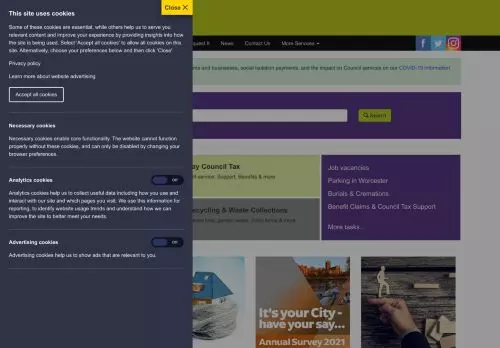 This site uses cookies
Close ✕
Some of these cookies are essential, while others help us to serve you
relevant content and improve your experience by providing insights into how
the site is being used. Select 'Accept all cookies' to allow all cookies on this
site. Alternatively, choose your preferences below and then click 'Close'
Privacy policy
Learn more about website advertising
Accept all cookies
Necessary cookies
Necessary cookies enable core functionality. The website cannot function
properly without these cookies, and can only be disabled by changing your
browser preferences.
Analytics cookies
Off
Analytics cookies help us to collect useful data including how you use and
interact with our site and which pages you visit. We use this information for
reporting, to identify website usage trends and understand how we can
improve the site to better meet your needs.
Advertising cookies
Off
Advertising cookies help us to show ads that are relevant to you.
quest It News Contact Us More Services
and businesses, social isolation payments, and the impact on Council services on our COVID-19 information
Search
ay Council Tax
Support, Benefits & more
ecycling & Waste Collections
Job vacancies
Parking in Worcester
Burials & Cremations
Benefit Claims & Council Tax Support
More tasks...
It's your City -
have your say...
Annual Survey 2021